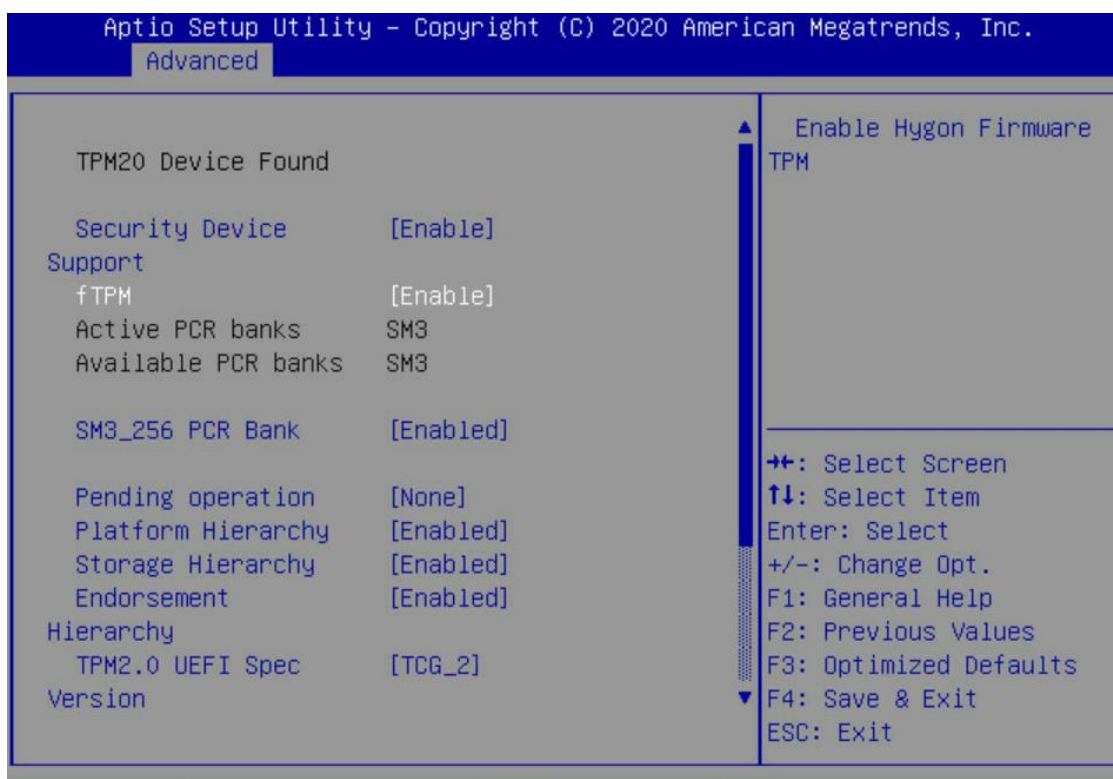 Aptio Setup Utility – Copyright (C) 2020 American Megatrends, Inc.
Advanced
TPM20 Device Found
Security Device [Enable]
Support
fTPM [Enable]
Active PCR banks SM3
Available PCR banks SM3
SM3_256 PCR Bank [Enabled]
Pending operation [None]
Platform Hierarchy [Enabled]
Storage Hierarchy [Enabled]
Endorsement [Enabled]
Hierarchy
TPM2.0 UEFI Spec [TCG_2]
Version
Enable Hygon Firmware
TPM
→←: Select Screen
↑↓: Select Item
Enter: Select
+/-: Change Opt.
F1: General Help
F2: Previous Values
F3: Optimized Defaults
F4: Save & Exit
ESC: Exit